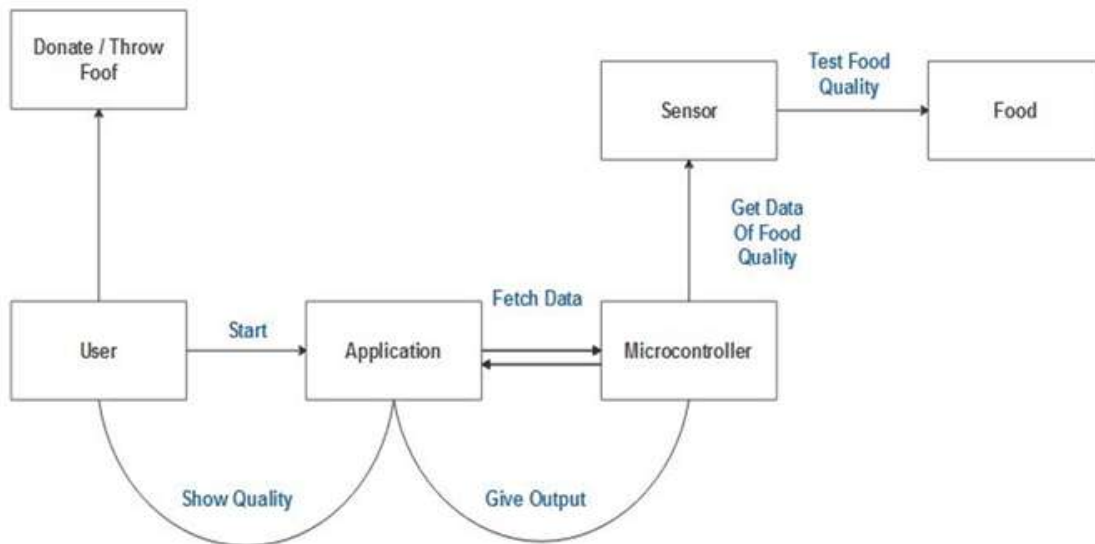 Donate / Throw
Foof
Sensor
Test Food
Quality
Food
Get Data
Of Food
Quality
User
Start
Application
Fetch Data
Microcontroller
Show Quality
Give Output